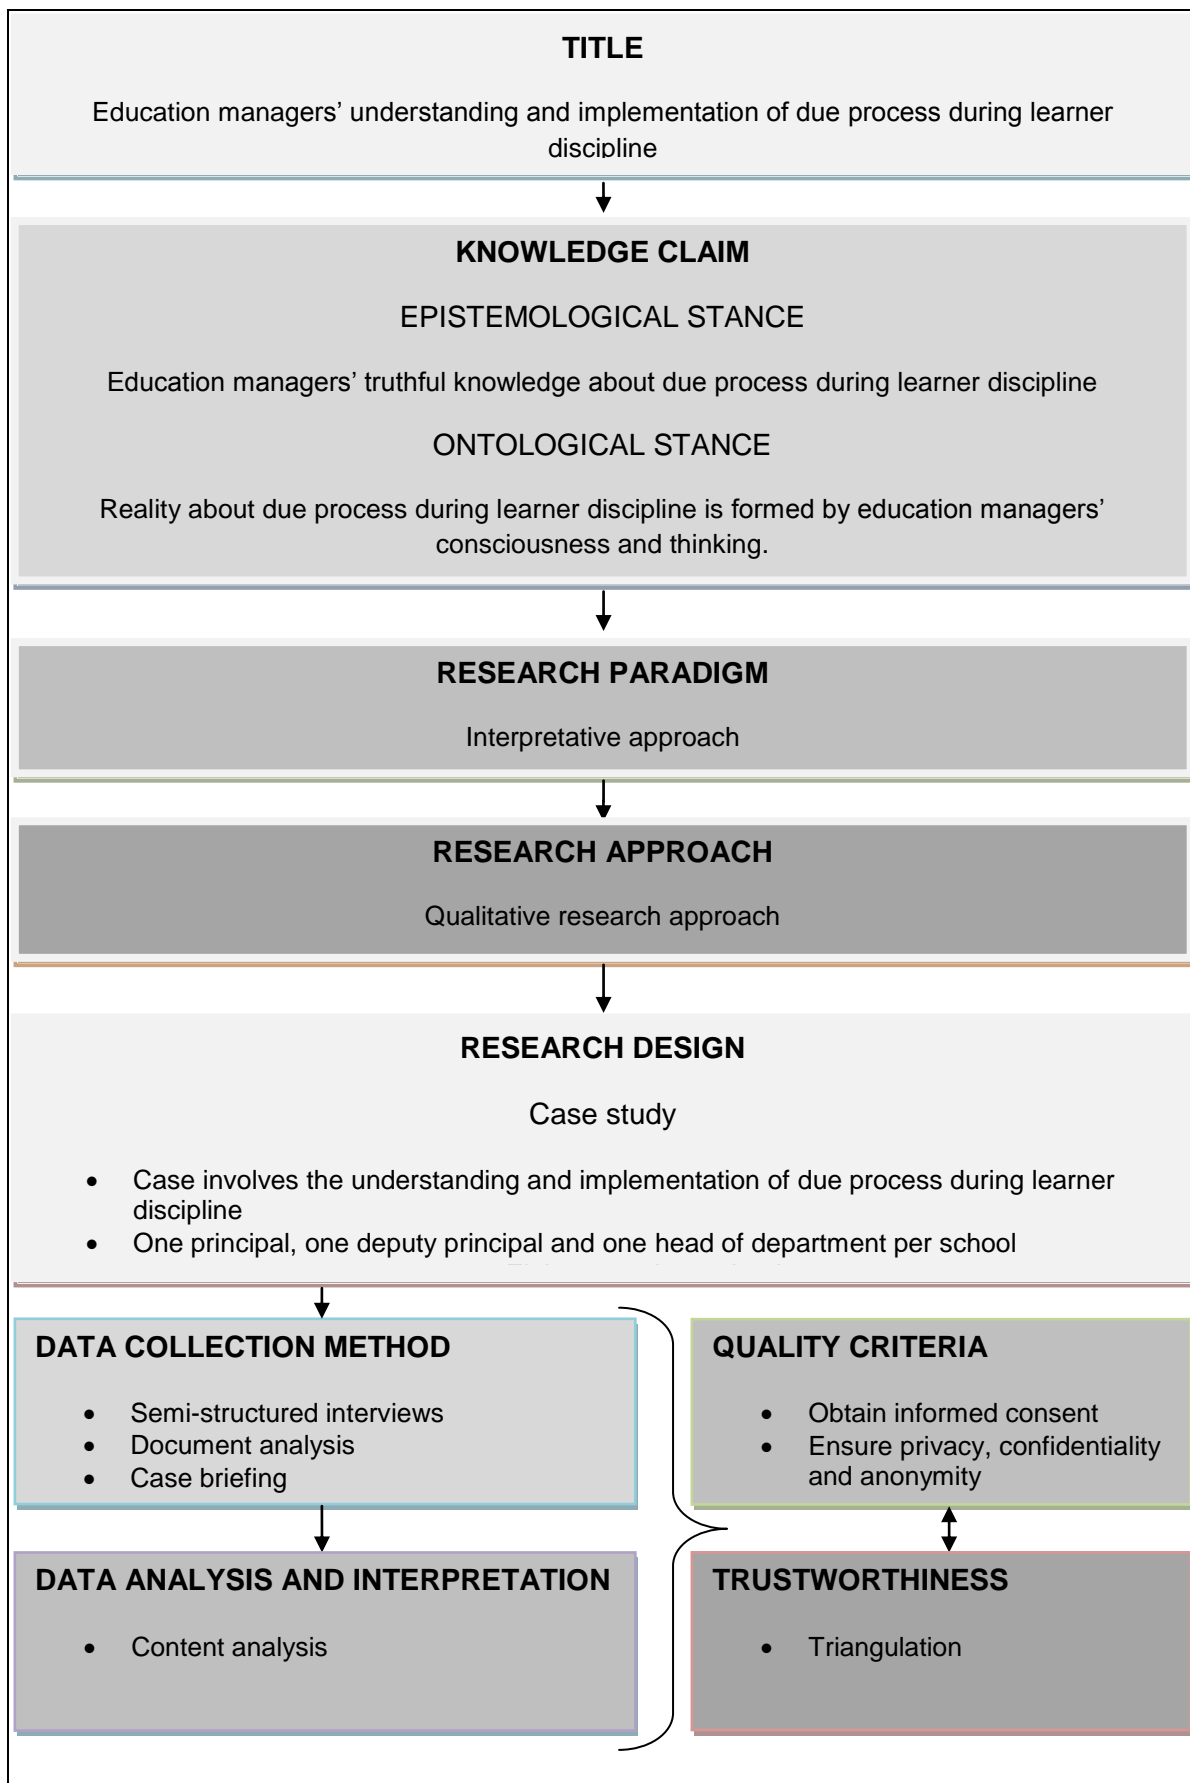 TITLE
Education managers’ understanding and implementation of due process during learner
discipline
KNOWLEDGE CLAIM
EPISTEMOLOGICAL STANCE
Education managers’ truthful knowledge about due process during learner discipline
ONTOLOGICAL STANCE
Reality about due process during learner discipline is formed by education managers’
consciousness and thinking.
RESEARCH PARADIGM
Interpretative approach
RESEARCH APPROACH
Qualitative research approach
RESEARCH DESIGN
Case study
• Case involves the understanding and implementation of due process during learner
discipline
• One principal, one deputy principal and one head of department per school
DATA COLLECTION METHOD
• Semi-structured interviews
• Document analysis
• Case briefing
DATA ANALYSIS AND INTERPRETATION
• Content analysis
QUALITY CRITERIA
• Obtain informed consent
• Ensure privacy, confidentiality
and anonymity
TRUSTWORTHINESS
• Triangulation